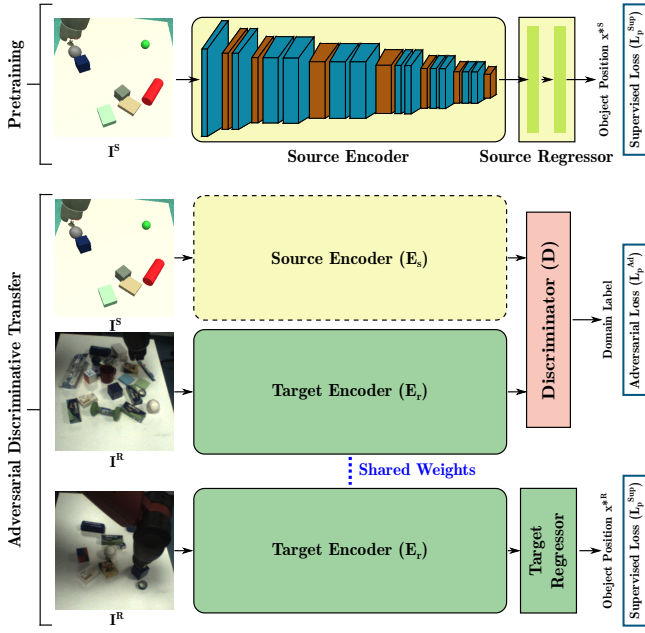 Pretraining
I^S
Source Encoder
Source Regressor
Obeject Position x*^S
Supervised Loss (L_p^Sup)
Adversarial Discriminative Transfer
I^S
Source Encoder (E_s)
I^R
Target Encoder (E_r)
Discriminator (D)
Domain Label
Adversarial Loss (L_p^Ad)
Shared Weights
I^R
Target Encoder (E_r)
Target
Regressor
Obeject Position x*^R
Supervised Loss (L_p^Sup)